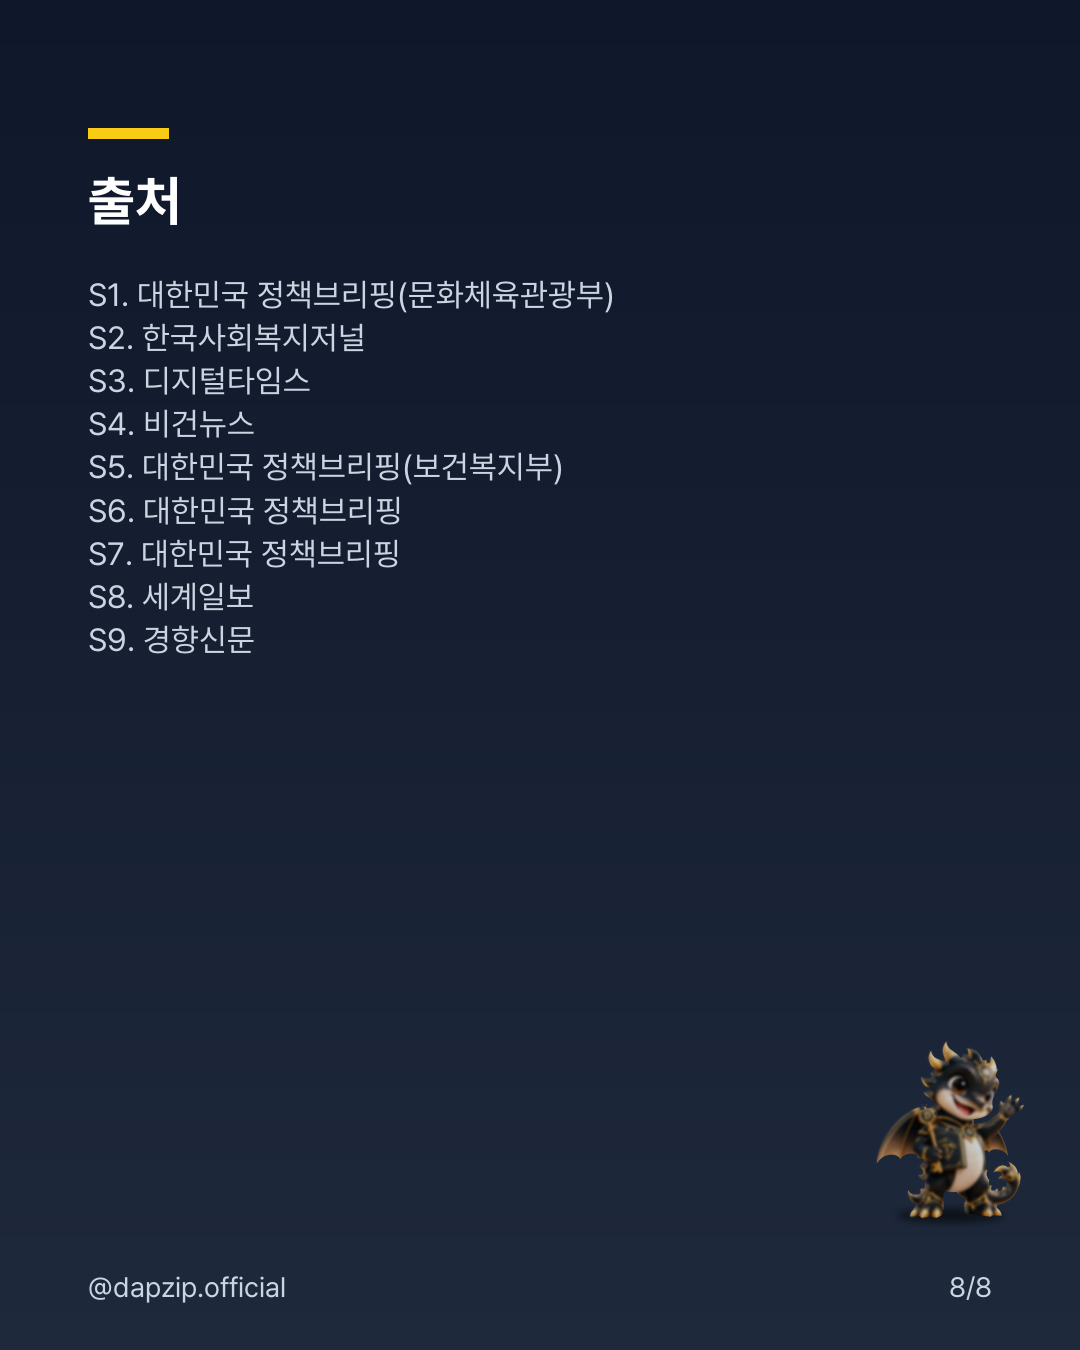 출처
S1. 대한민국 정책브리핑(문화체육관광부)
S2. 한국사회복지저널
S3. 디지털타임스
S4. 비건뉴스
S5. 대한민국 정책브리핑(보건복지부)
S6. 대한민국 정책브리핑
S7. 대한민국 정책브리핑
S8. 세계일보
S9. 경향신문
@dapzip.official
8/8